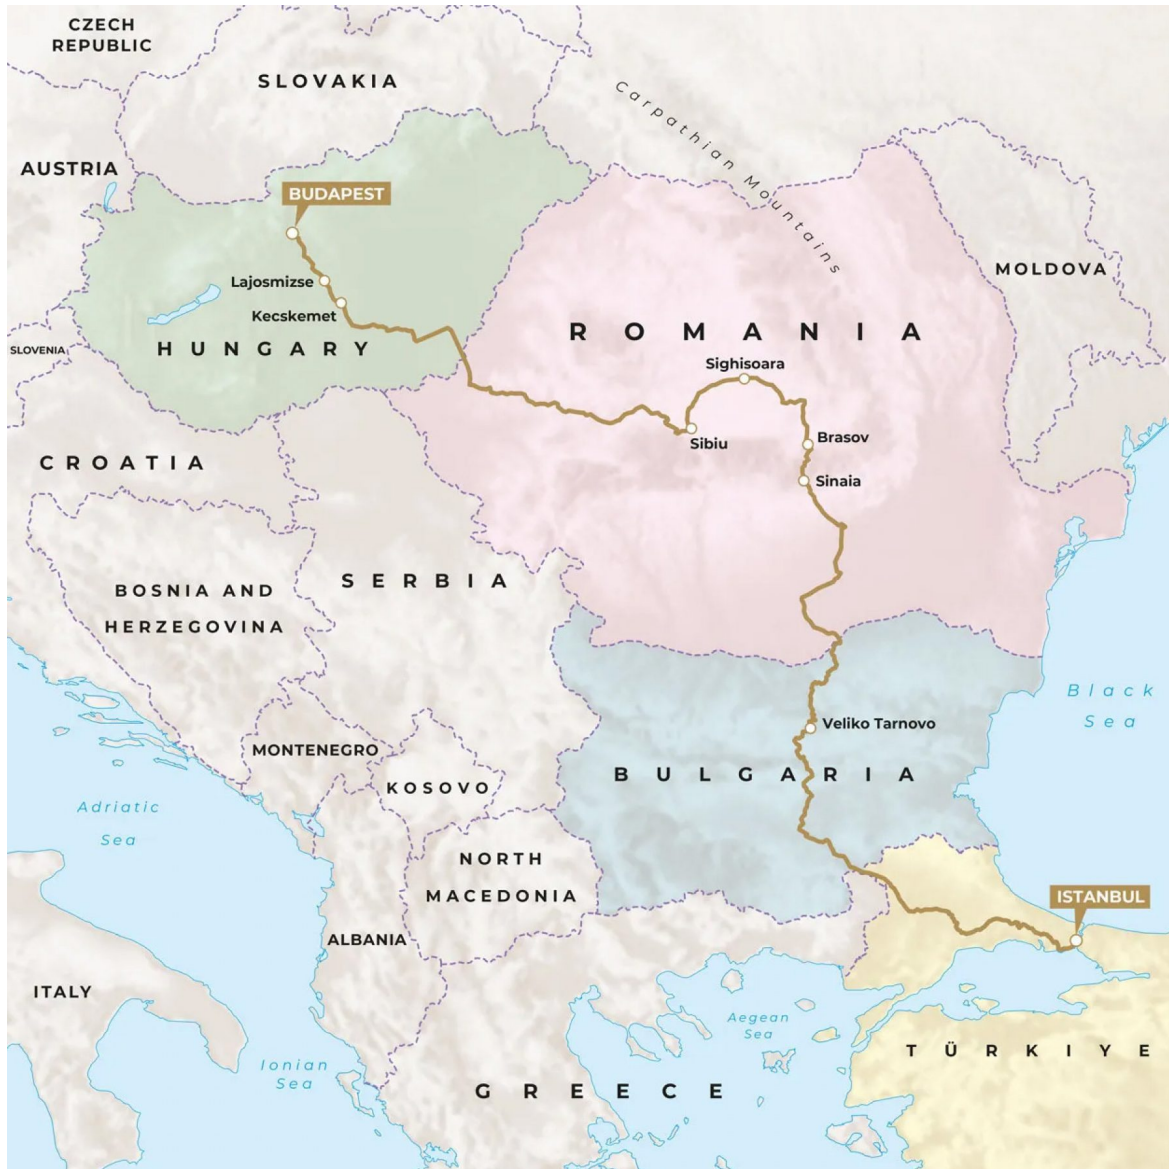 CZECH
REPUBLIC
SLOVAKIA
Carpathian Mountains
AUSTRIA
BUDAPEST
MOLDOVA
Lajosmizse
Kecskemet
ROMANIA
SLOVENIA
HUNGARY
Sighisoara
Brasov
Sibiu
CROATIA
Sinaia
SERBIA
BOSNIA AND
HERZEGOVINA
Black
Sea
Veliko Tarnovo
MONTENEGRO
BULGARIA
KOSOVO
Adriatic
Sea
NORTH
MACEDONIA
ISTANBUL
ALBANIA
ITALY
Aegean
Sea
TÜRKIYE
Ionian
Sea
GREECE